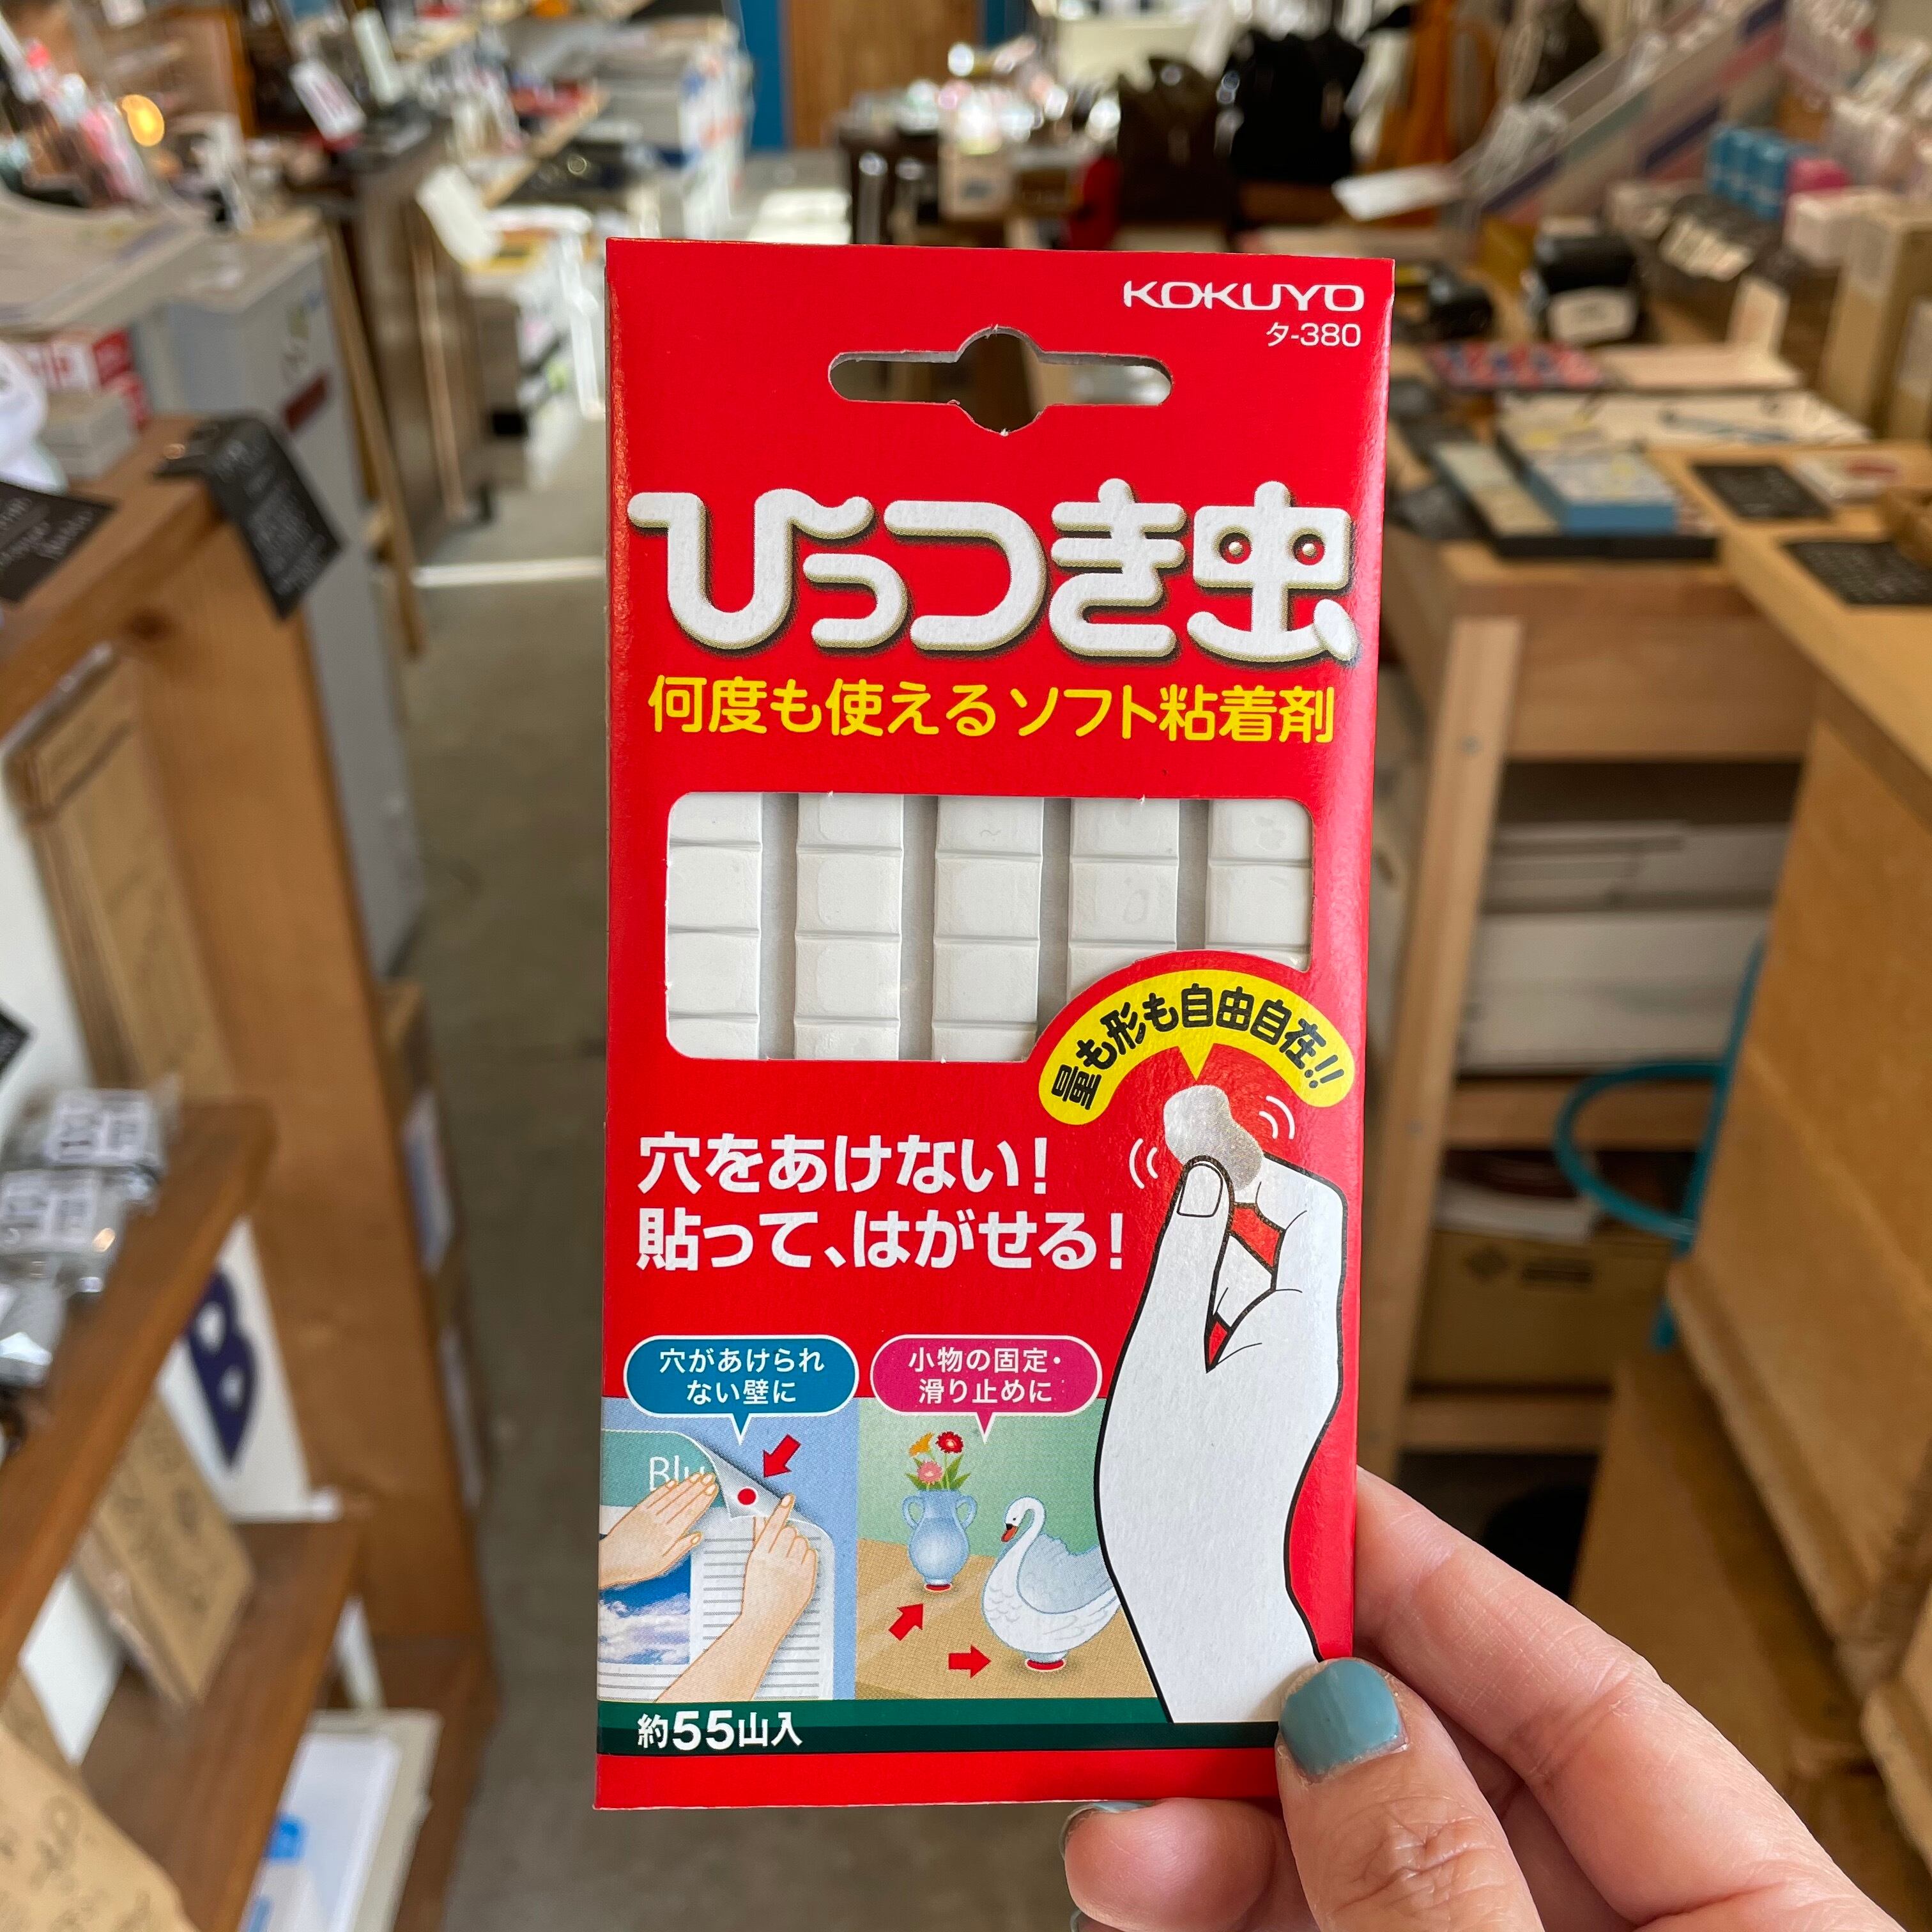 KOKUYO
タ-380
ひっつき虫
何度も使えるソフト粘着剤
量も形も自由自在!!
穴をあけない!
貼って、はがせる!
穴があけられ
ない壁に
小物の固定・
滑り止めに
Blu
約55山入